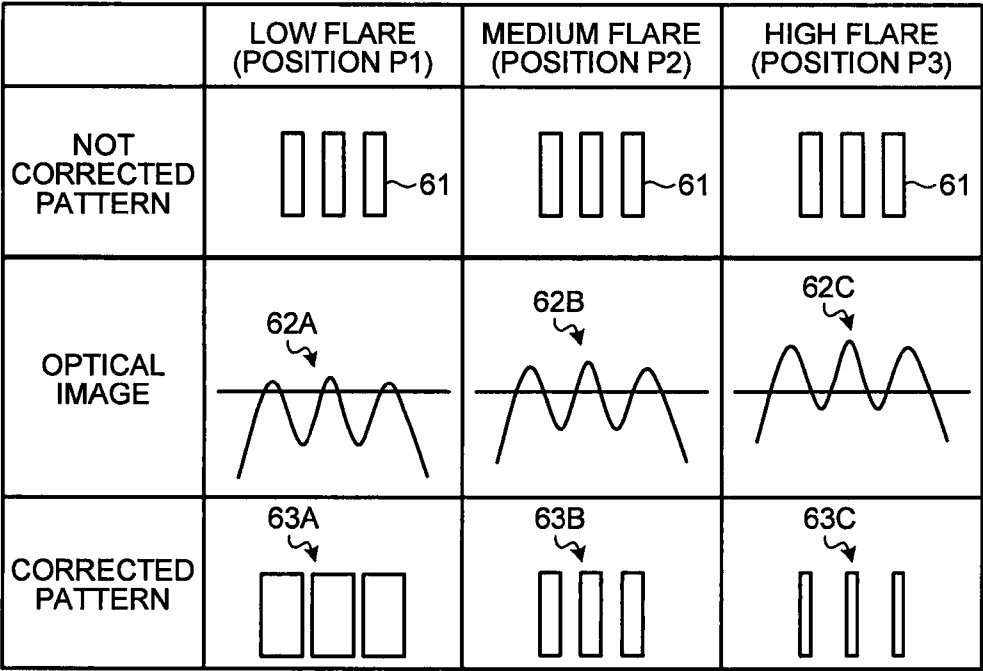 LOW FLARE
(POSITION P1)
MEDIUM FLARE
(POSITION P2)
HIGH FLARE
(POSITION P3)
NOT
CORRECTED
PATTERN
61
61
61
OPTICAL
IMAGE
62A
62B
62C
CORRECTED
PATTERN
63A
63B
63C